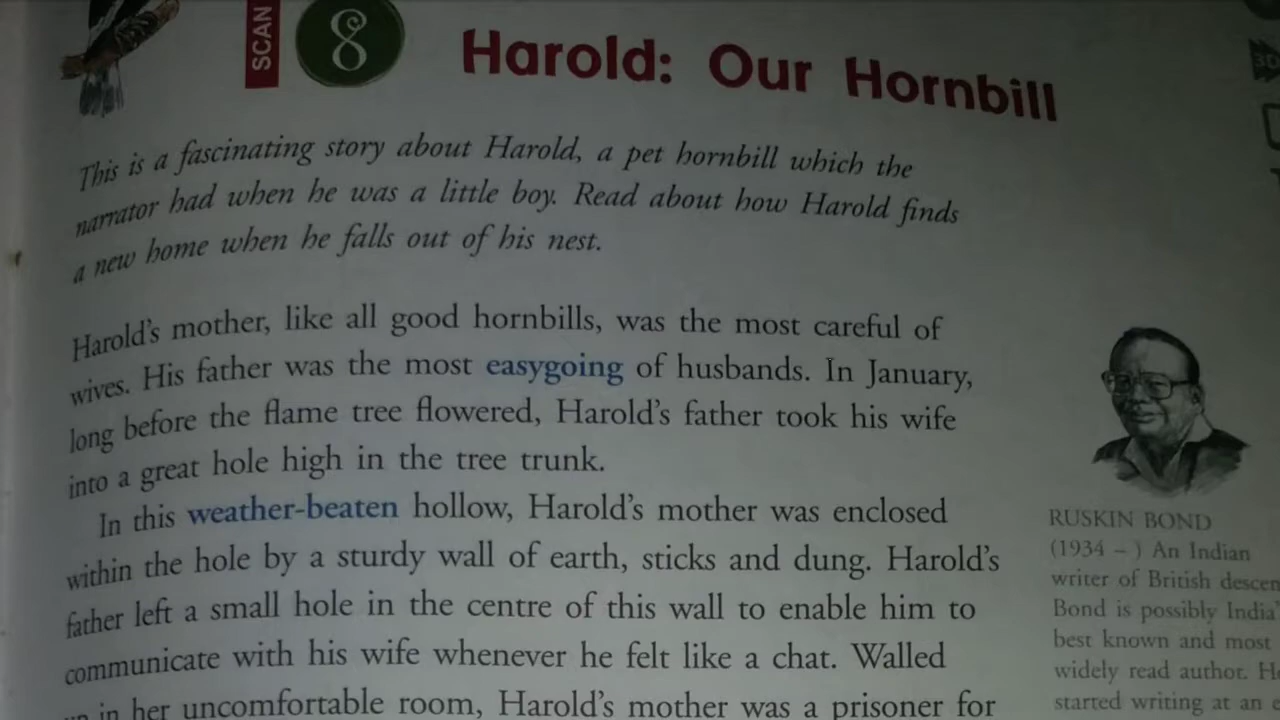 SCAN
8
Harold: Our Hornbill
This is a fascinating story about Harold, a pet hornbill which the
narrator had when he was a little boy. Read about how Harold finds
a new home when he falls out of his nest.
Harold's mother, like all good hornbills, was the most careful of
wives. His father was the most easygoing of husbands. In January,
long before the flame tree flowered, Harold's father took his wife
into a great hole high in the tree trunk.
In this weather-beaten hollow, Harold's mother was enclosed
within the hole by a sturdy wall of earth, sticks and dung. Harold's
father left a small hole in the centre of this wall to enable him to
communicate with his wife whenever he felt like a chat. Walled
up in her uncomfortable room, Harold's mother was a prisoner for
RUSKIN BOND
(1934 – ) An Indian
writer of British descen
Bond is possibly India'
best known and most
widely read author. He
started writing at an e